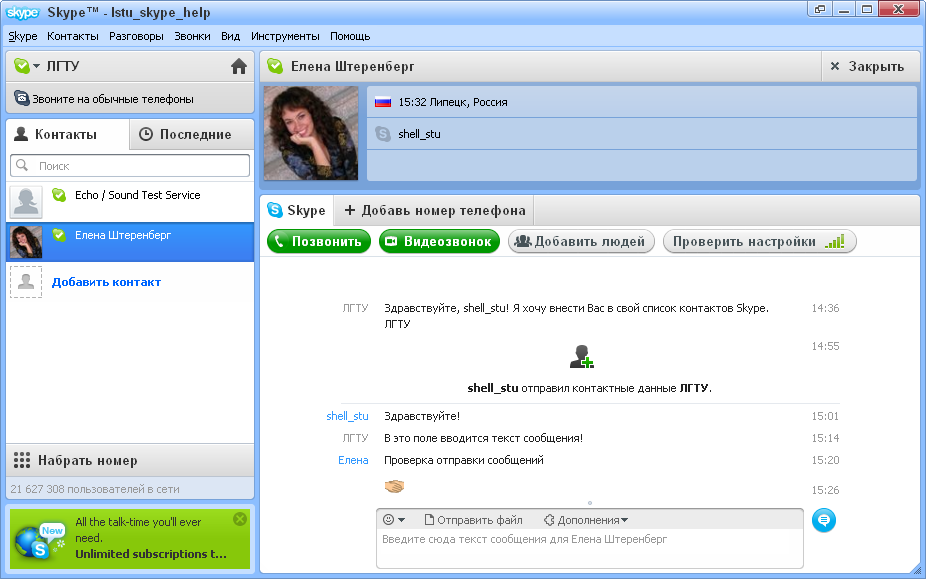 skype Skype™ - lstu_skype_help
Skype Контакты Разговоры Звонки Вид Инструменты Помощь
ЛГТУ
Звоните на обычные телефоны
Контакты Последние
Поиск
Echo / Sound Test Service
Елена Штеренберг
Добавить контакт
Набрать номер
21 627 308 пользователей в сети
New
All the talk-time you'll ever
need.
Unlimited subscriptions t...
Елена Штеренберг × Закрыть
15:32 Липецк, Россия
shell_stu
Skype + Добавь номер телефона
Позвонить Видеозвонок Добавить людей Проверить настройки
ЛГТУ Здравствуйте, shell_stu! Я хочу внести Вас в свой список контактов Skype. 14:36
ЛГТУ
14:55
shell_stu отправил контактные данные ЛГТУ.
shell_stu Здравствуйте! 15:01
ЛГТУ В это поле вводится текст сообщения! 15:14
Елена Проверка отправки сообщений 15:20
15:26
Отправить файл Дополнения
Введите сюда текст сообщения для Елена Штеренберг